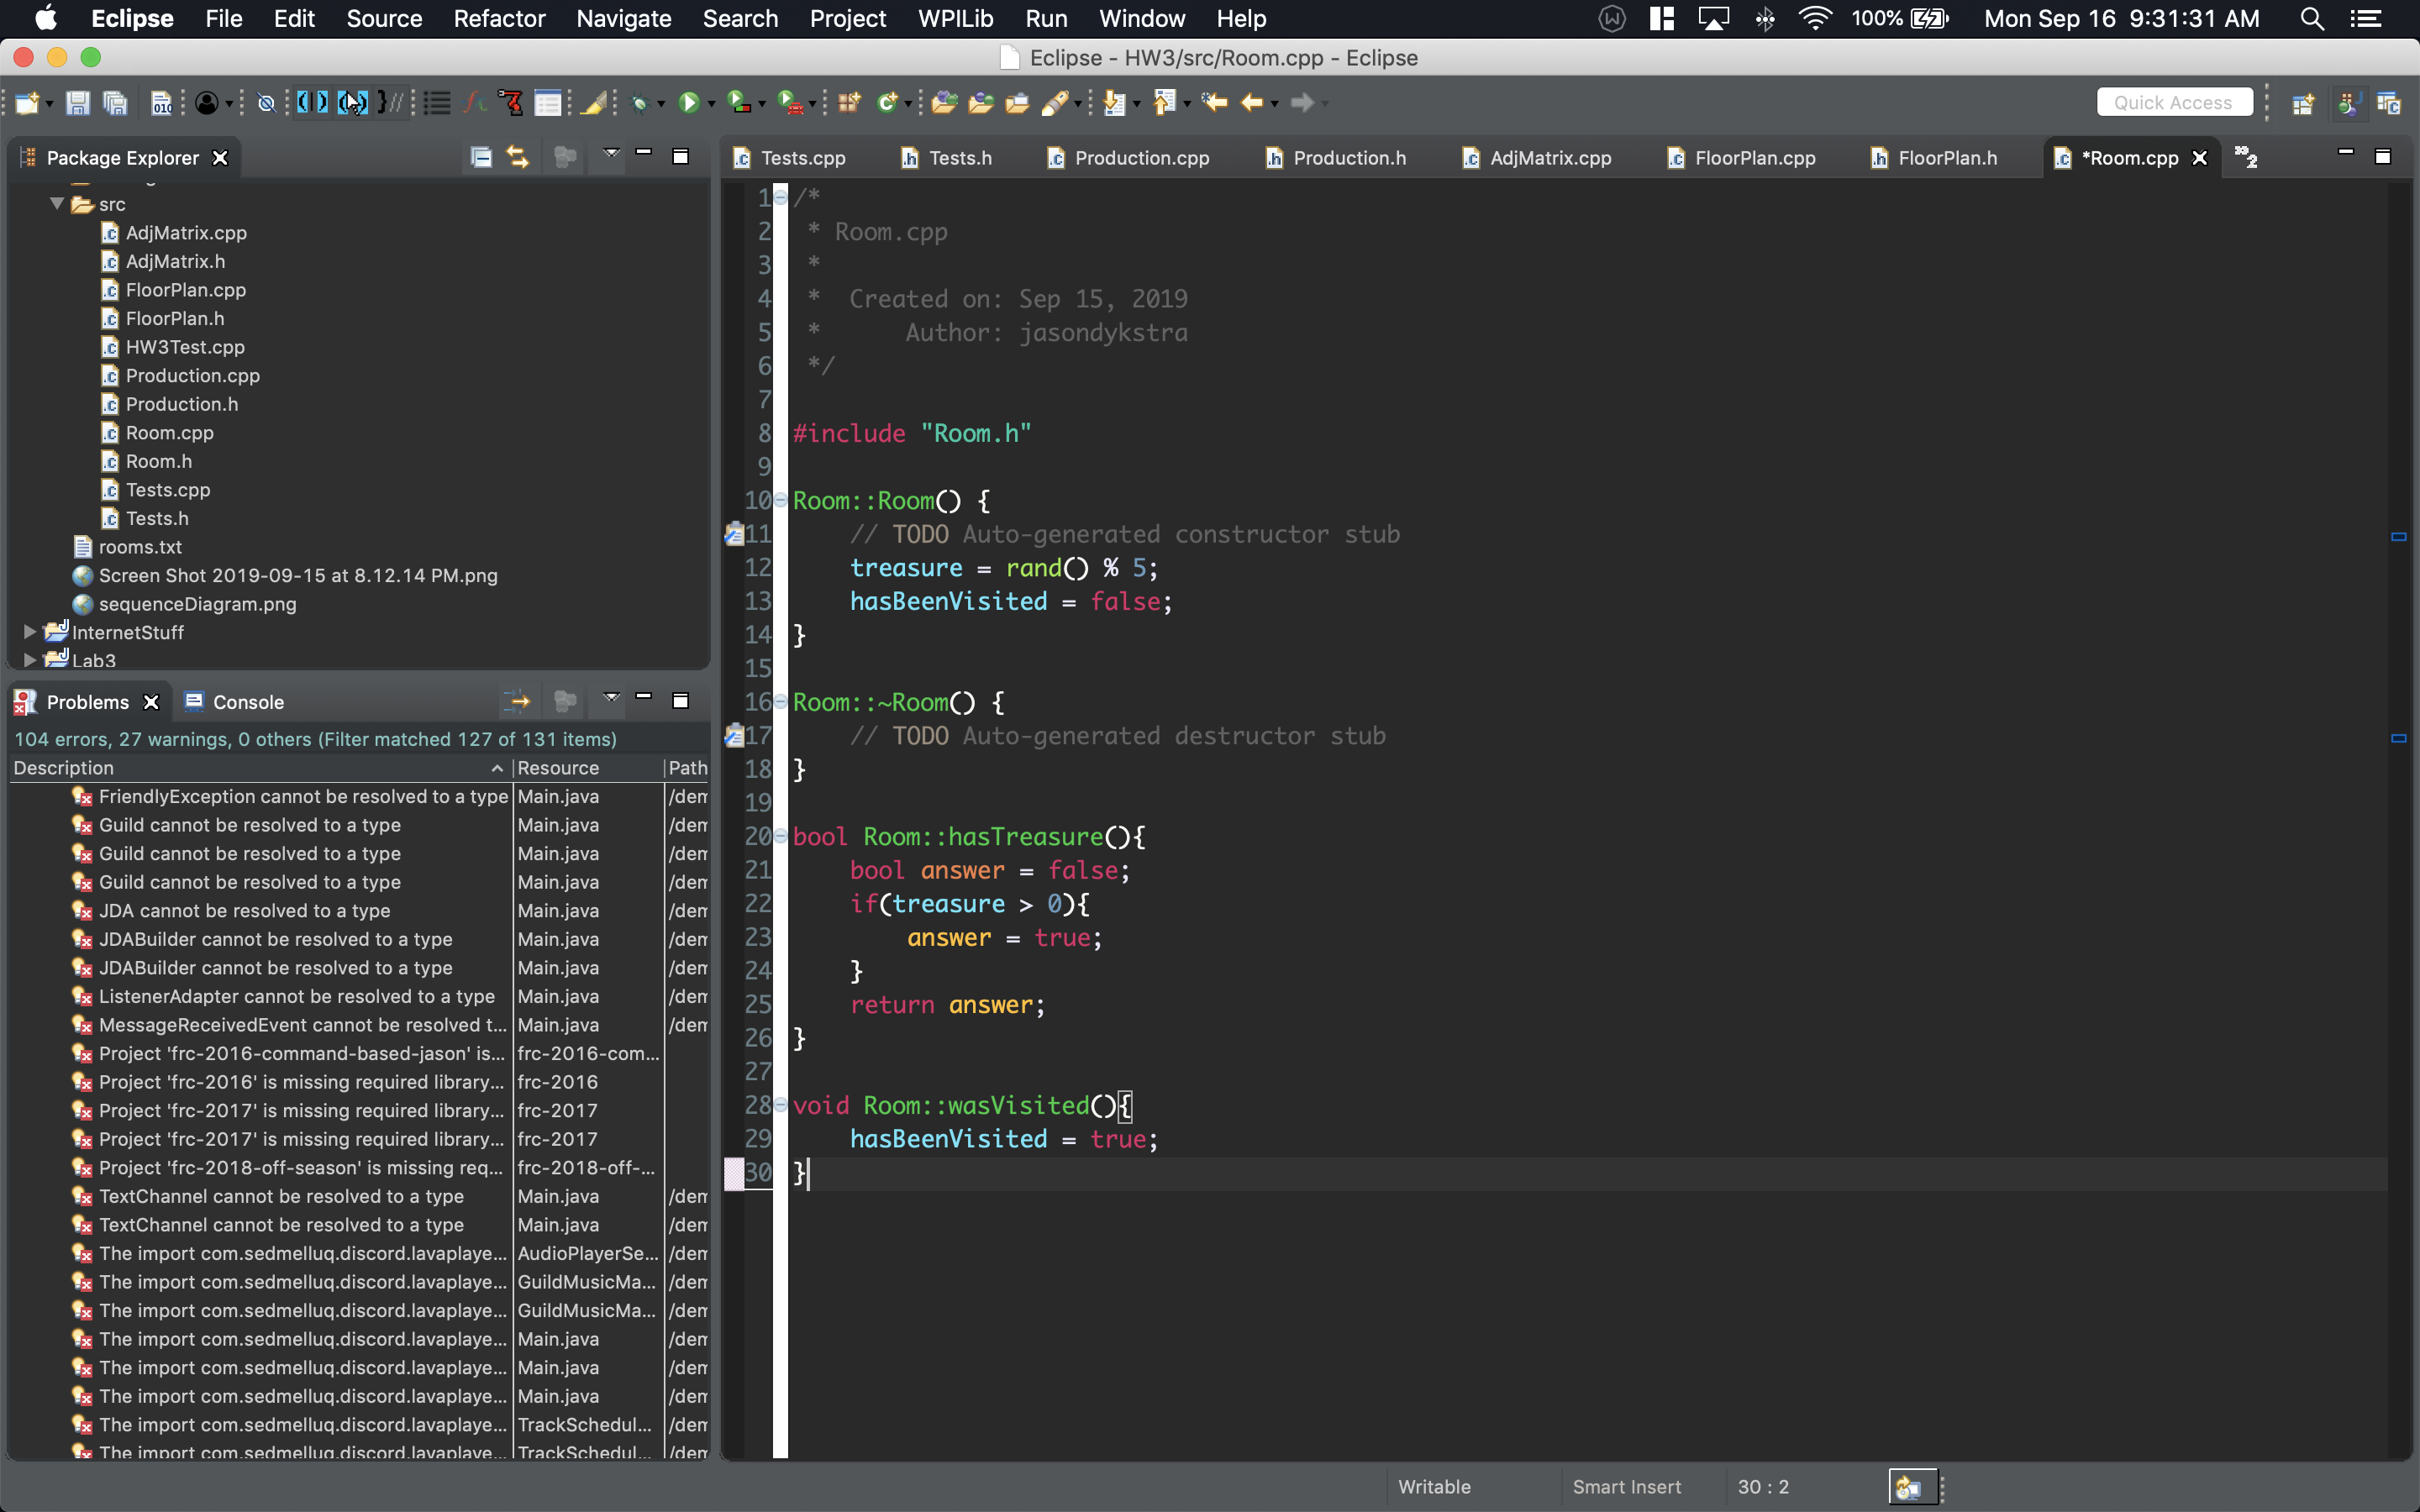 Eclipse File Edit Source Refactor Navigate Search Project WPILib Run Window Help 100% Mon Sep 16 9:31:31 AM
Eclipse - HW3/src/Room.cpp - Eclipse
Quick Access
Package Explorer
src
AdjMatrix.cpp
AdjMatrix.h
FloorPlan.cpp
FloorPlan.h
HW3Test.cpp
Production.cpp
Production.h
Room.cpp
Room.h
Tests.cpp
Tests.h
rooms.txt
Screen Shot 2019-09-15 at 8.12.14 PM.png
sequenceDiagram.png
InternetStuff
Lab3
Problems Console
104 errors, 27 warnings, 0 others (Filter matched 127 of 131 items)
Description Resource Path
FriendlyException cannot be resolved to a type Main.java /dem
Guild cannot be resolved to a type Main.java /dem
Guild cannot be resolved to a type Main.java /dem
Guild cannot be resolved to a type Main.java /dem
JDA cannot be resolved to a type Main.java /dem
JDABuilder cannot be resolved to a type Main.java /dem
JDABuilder cannot be resolved to a type Main.java /dem
ListenerAdapter cannot be resolved to a type Main.java /dem
MessageReceivedEvent cannot be resolved t... Main.java /dem
Project 'frc-2016-command-based-jason' is... frc-2016-com...
Project 'frc-2016' is missing required library... frc-2016
Project 'frc-2017' is missing required library... frc-2017
Project 'frc-2017' is missing required library... frc-2017
Project 'frc-2018-off-season' is missing req... frc-2018-off-...
TextChannel cannot be resolved to a type Main.java /dem
TextChannel cannot be resolved to a type Main.java /dem
The import com.sedmelluq.discord.lavaplaye... AudioPlayerSe... /dem
The import com.sedmelluq.discord.lavaplaye... GuildMusicMa... /dem
The import com.sedmelluq.discord.lavaplaye... GuildMusicMa... /dem
The import com.sedmelluq.discord.lavaplaye... Main.java /dem
The import com.sedmelluq.discord.lavaplaye... Main.java /dem
The import com.sedmelluq.discord.lavaplaye... Main.java /dem
The import com.sedmelluq.discord.lavaplaye... TrackSchedul... /dem
The import com.sedmelluq.discord.lavaplaye... TrackSchedul... /dem
Tests.cpp Tests.h Production.cpp Production.h AdjMatrix.cpp FloorPlan.cpp FloorPlan.h *Room.cpp »2
1 /*
2 * Room.cpp
3 *
4 * Created on: Sep 15, 2019
5 * Author: jasondykstra
6 */
7
8 #include "Room.h"
9
10 Room::Room() {
11 // TODO Auto-generated constructor stub
12 treasure = rand() % 5;
13 hasBeenVisited = false;
14 }
15
16 Room::~Room() {
17 // TODO Auto-generated destructor stub
18 }
19
20 bool Room::hasTreasure(){
21 bool answer = false;
22 if(treasure > 0){
23 answer = true;
24 }
25 return answer;
26 }
27
28 void Room::wasVisited(){
29 hasBeenVisited = true;
30 }
Writable Smart Insert 30 : 2